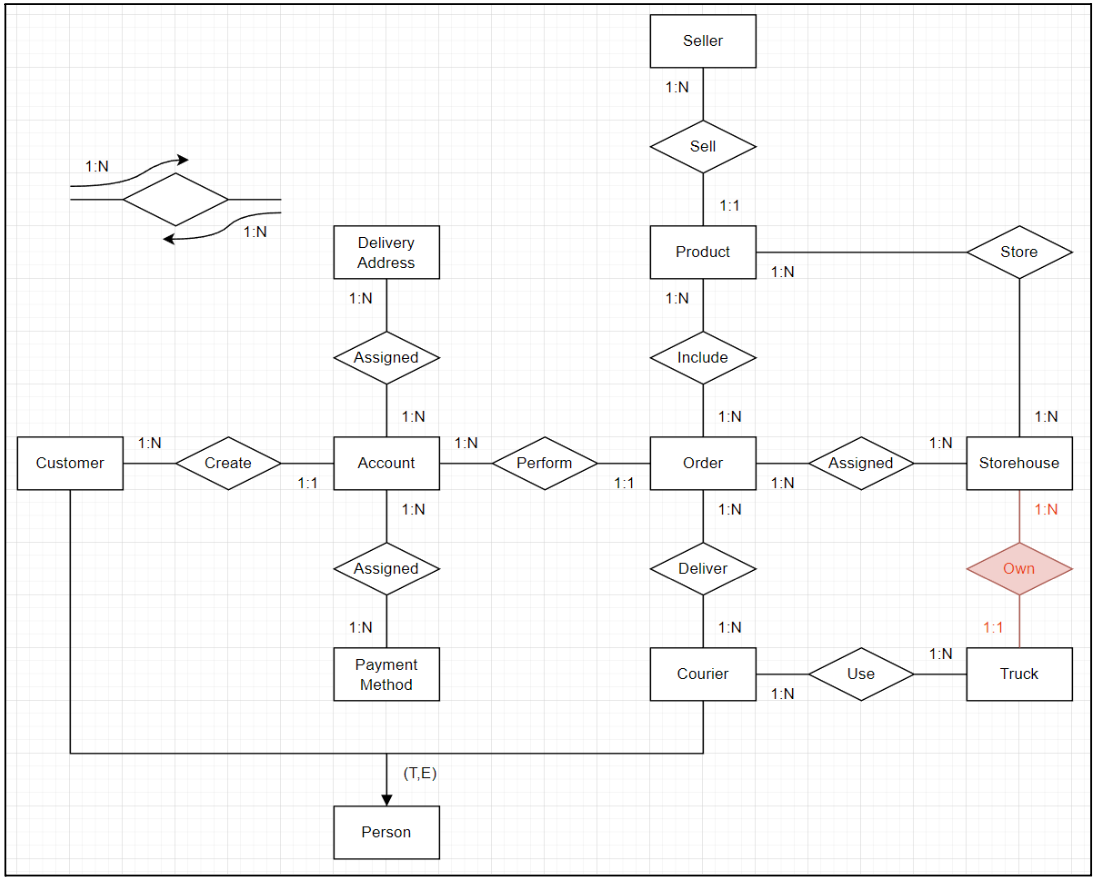 Seller
1:N
Sell
1:N
1:N
1:1
Delivery
Address
Product
Store
1:N
1:N
1:N
Assigned
Include
1:N
1:N
1:N
1:N
1:N
1:N
Customer
Create
Account
Perform
Order
Assigned
Storehouse
1:1
1:1
1:N
1:N
1:N
1:N
Assigned
Deliver
Own
1:N
1:N
1:1
1:N
Payment
Method
Courier
Use
Truck
1:N
(T,E)
Person